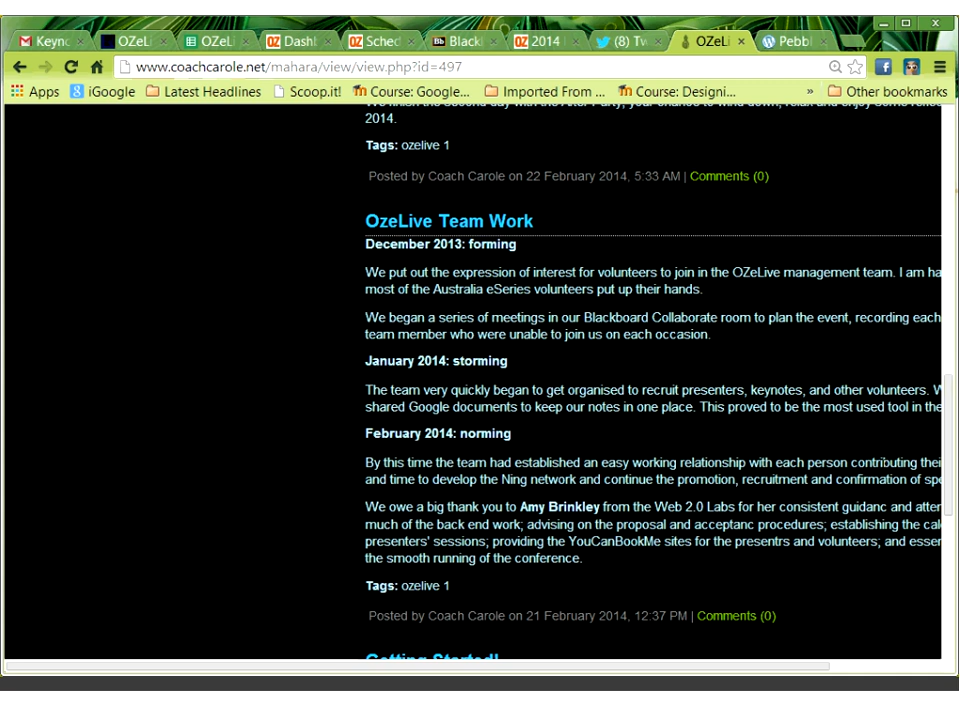 Keyn
OZeLi
OZeLi
Dashb
Sched
Bb
Blackl
2014
(8) Tw
OZeLi
Pebbl
www.coachcarole.net/mahara/view/view.php?id=497
Apps
iGoogle
Latest Headlines
Scoop.it!
Course: Google...
Imported From ...
Course: Designi...
»
Other bookmarks
2014.
Tags: ozelive 1
Posted by Coach Carole on 22 February 2014, 5:33 AM | Comments (0)
OzeLive Team Work
December 2013: forming
We put out the expression of interest for volunteers to join in the OZeLive management team. I am ha
most of the Australia eSeries volunteers put up their hands.
We began a series of meetings in our Blackboard Collaborate room to plan the event, recording each
team member who were unable to join us on each occasion.
January 2014: storming
The team very quickly began to get organised to recruit presenters, keynotes, and other volunteers. W
shared Google documents to keep our notes in one place. This proved to be the most used tool in the
February 2014: norming
By this time the team had established an easy working relationship with each person contributing thei
and time to develop the Ning network and continue the promotion, recruitment and confirmation of spe
We owe a big thank you to Amy Brinkley from the Web 2.0 Labs for her consistent guidanc and atter
much of the back end work; advising on the proposal and acceptanc procedures; establishing the cal
presenters' sessions; providing the YouCanBookMe sites for the presentrs and volunteers; and esser
the smooth running of the conference.
Tags: ozelive 1
Posted by Coach Carole on 21 February 2014, 12:37 PM | Comments (0)
Getting Started!